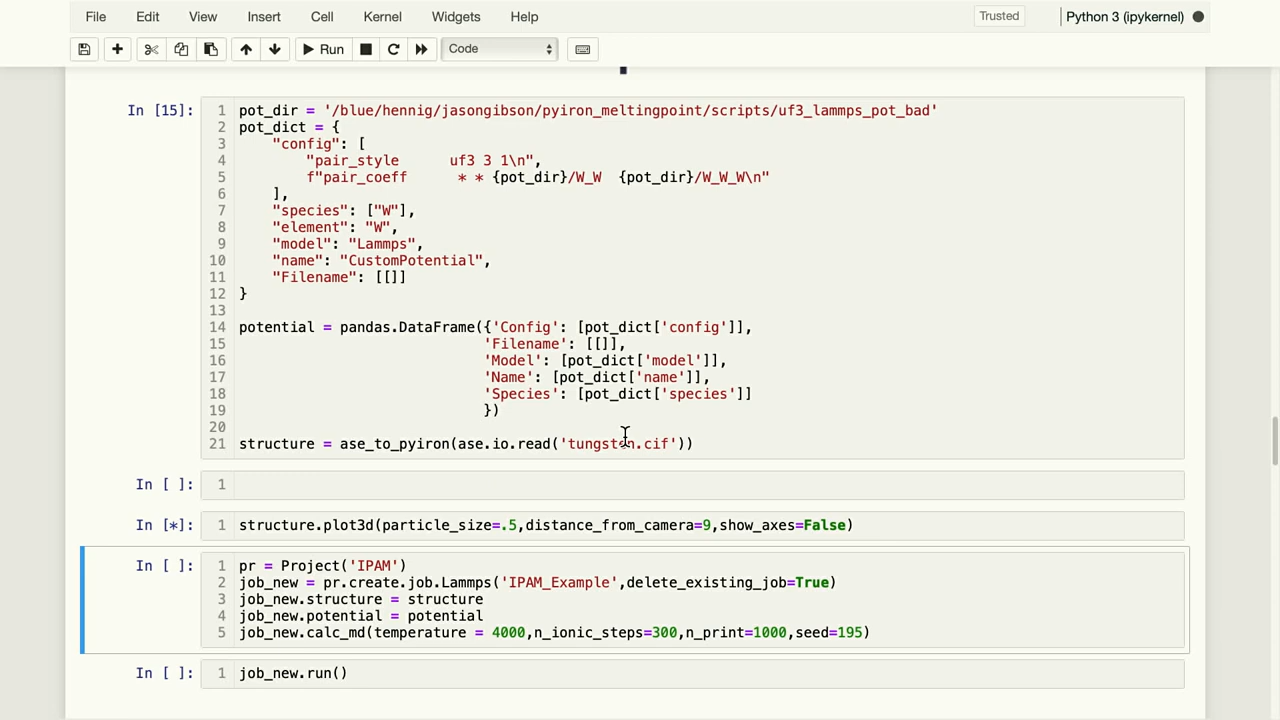 File Edit View Insert Cell Kernel Widgets Help Trusted Python 3 (ipykernel)
Run Code
In [15]:
1 pot_dir = '/blue/hennig/jasongibson/pyiron_meltingpoint/scripts/uf3_lammps_pot_bad'
2 pot_dict = {
3 "config": [
4 "pair_style uf3 3 1\n",
5 f"pair_coeff * * {pot_dir}/W_W {pot_dir}/W_W_W\n"
6 ],
7 "species": ["W"],
8 "element": "W",
9 "model": "Lammps",
10 "name": "CustomPotential",
11 "Filename": [[]]
12 }
13
14 potential = pandas.DataFrame({'Config': [pot_dict['config']],
15 'Filename': [[]],
16 'Model': [pot_dict['model']],
17 'Name': [pot_dict['name']],
18 'Species': [pot_dict['species']]
19 })
20
21 structure = ase_to_pyiron(ase.io.read('tungsten.cif'))
In [ ]: 1
In [*]: 1 structure.plot3d(particle_size=.5,distance_from_camera=9,show_axes=False)
In [ ]: 1 pr = Project('IPAM')
2 job_new = pr.create.job.Lammps('IPAM_Example',delete_existing_job=True)
3 job_new.structure = structure
4 job_new.potential = potential
5 job_new.calc_md(temperature = 4000,n_ionic_steps=300,n_print=1000,seed=195)
In [ ]: 1 job_new.run()